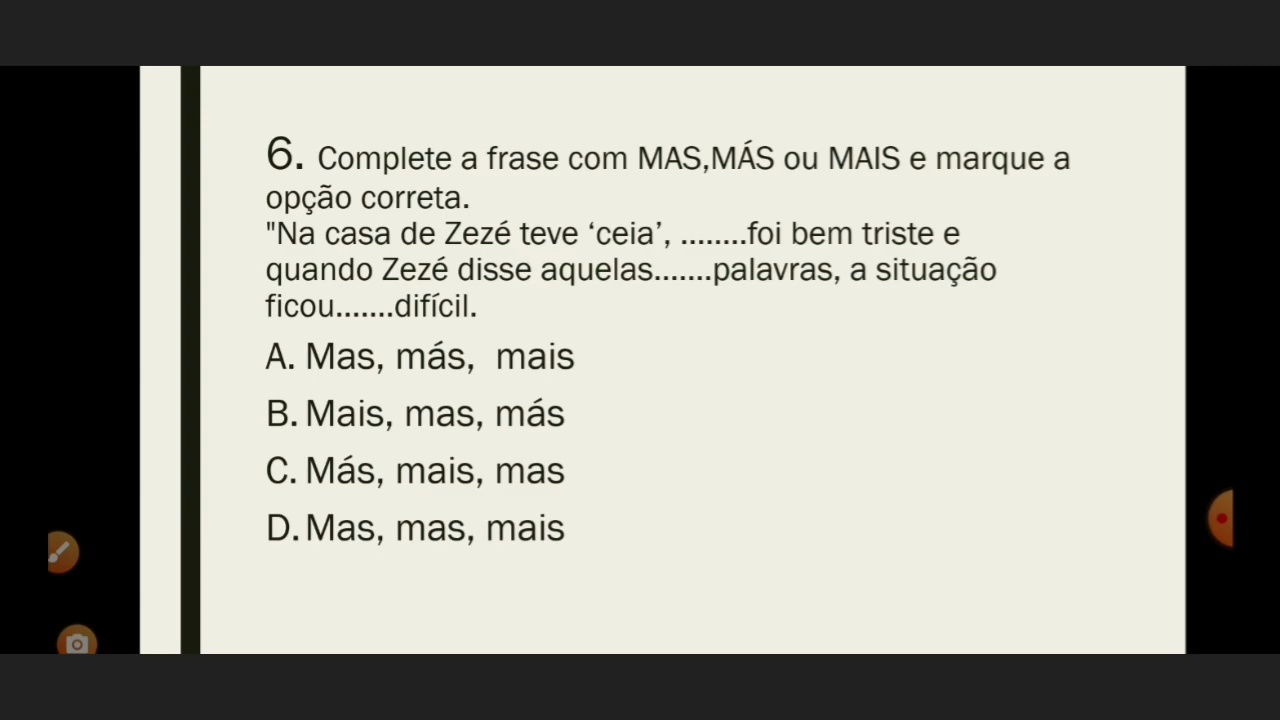 6. Complete a frase com MAS,MÁS ou MAIS e marque a
opção correta.
"Na casa de Zezé teve ‘ceia’, ........foi bem triste e
quando Zezé disse aquelas.......palavras, a situação
ficou.......difícil.
A. Mas, más,  mais
B. Mais, mas, más
C. Más, mais, mas
D. Mas, mas, mais